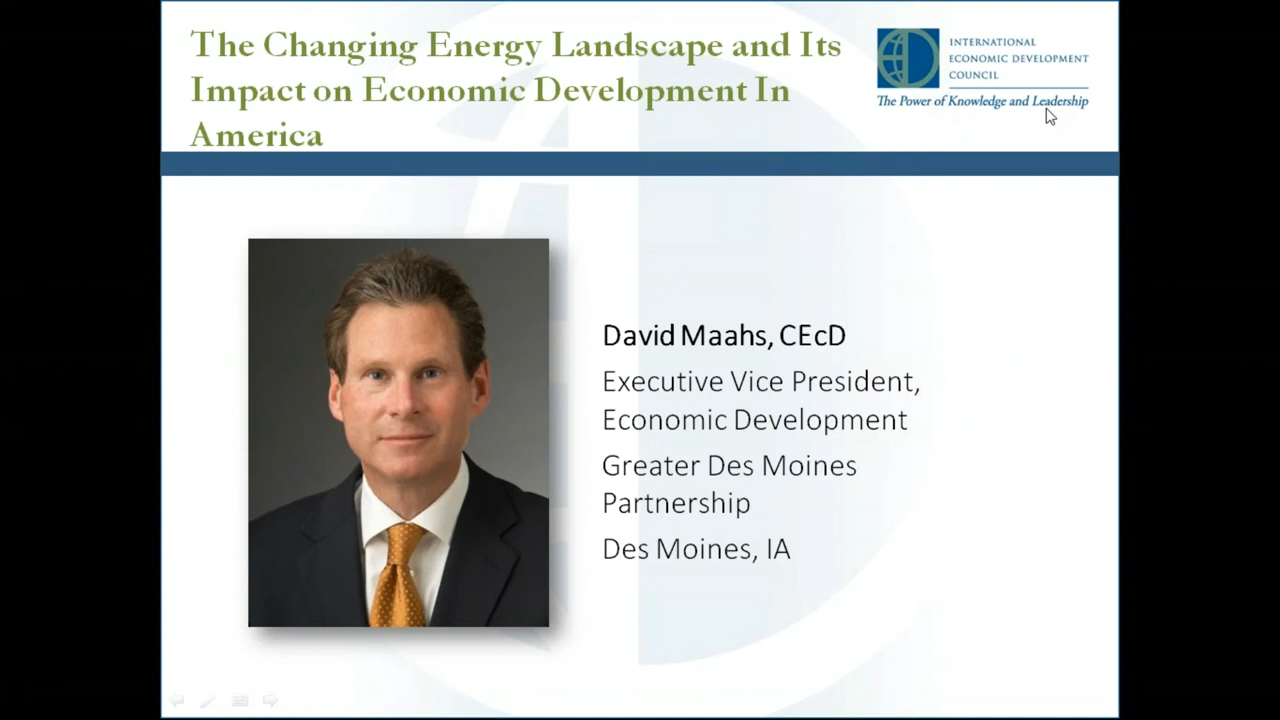 The Changing Energy Landscape and Its
Impact on Economic Development In
America
INTERNATIONAL
ECONOMIC DEVELOPMENT
COUNCIL
The Power of Knowledge and Leadership
David Maahs, CEcD
Executive Vice President,
Economic Development
Greater Des Moines
Partnership
Des Moines, IA